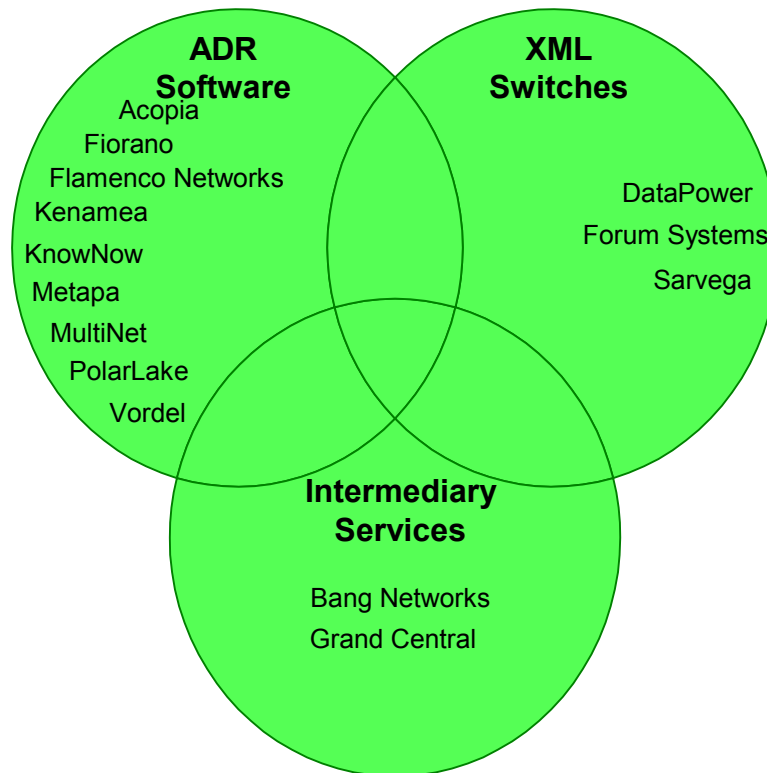 ADR
Software
Acopia
Fiorano
Flamenco Networks
Kenamea
KnowNow
Metapa
MultiNet
PolarLake
Vordel
XML
Switches
DataPower
Forum Systems
Sarvega
Intermediary
Services
Bang Networks
Grand Central